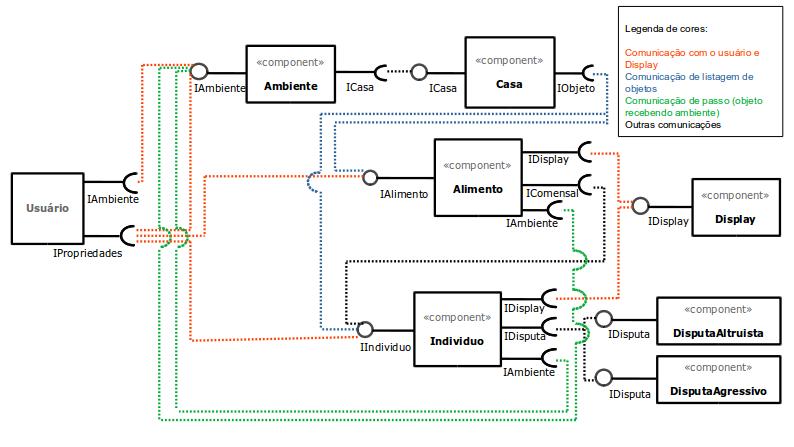 Legenda de cores:
Comunicação com o usuário e
Display
Comunicação de listagem de
objetos
Comunicação de passo (objeto
recebendo ambiente)
Outras comunicações
«component»
Ambiente
IAmbiente
ICasa
ICasa
«component»
Casa
IObjeto
Usuário
IAmbiente
IPropriedades
IAlimento
«component»
Alimento
IDisplay
IComensal
IAmbiente
IDisplay
«component»
Display
IIndividuo
«component»
Individuo
IDisplay
IDisputa
IAmbiente
IDisputa
«component»
DisputaAltruista
IDisputa
«component»
DisputaAgressivo